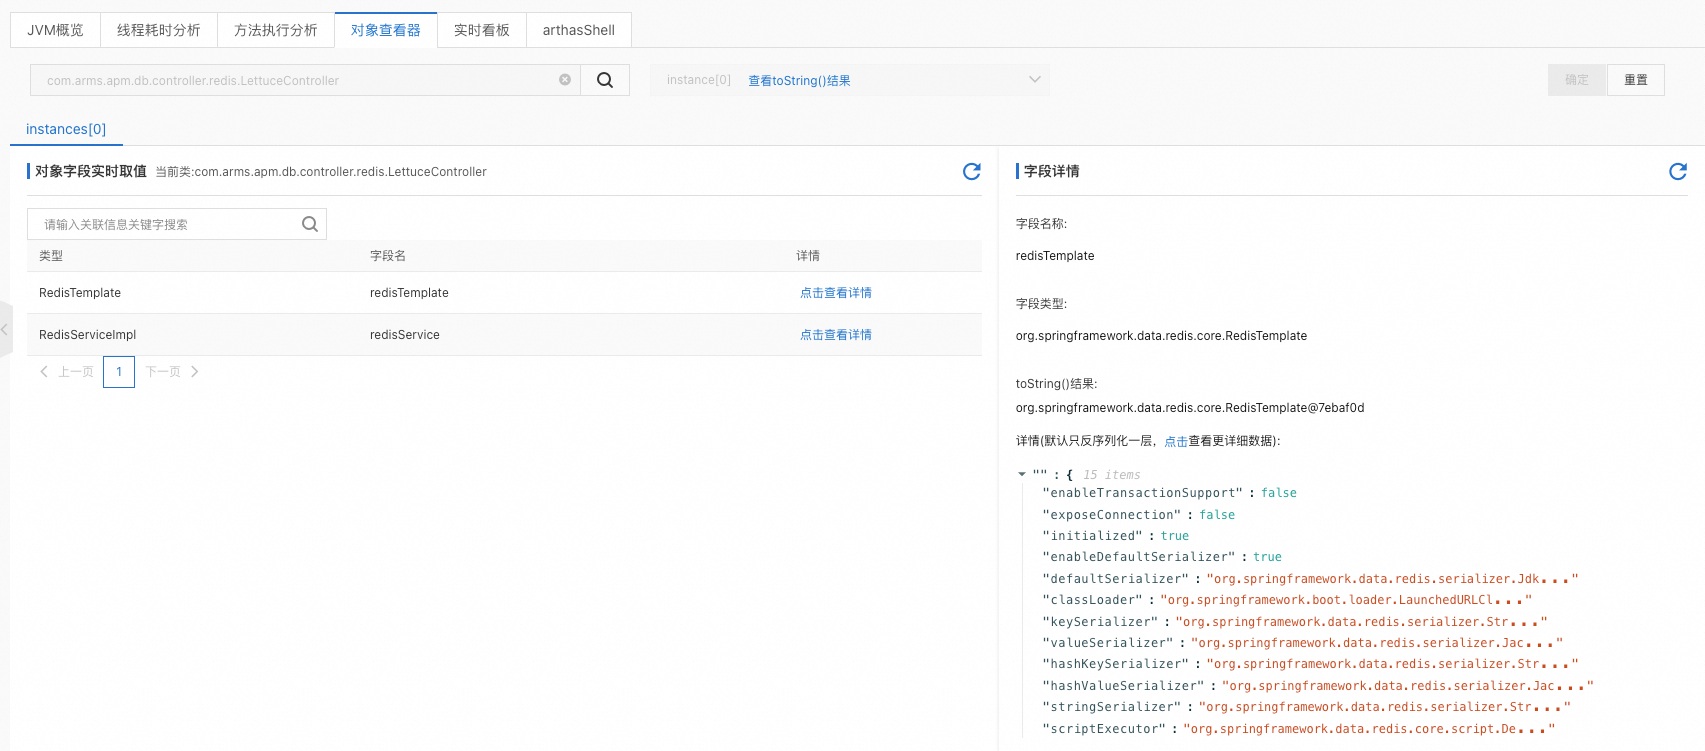 JVM概览 线程耗时分析 方法执行分析 对象查看器 实时看板 arthasShell
com.arms.apm.db.controller.redis.LettuceController instance[0] 查看toString()结果 确定 重置
instances[0]
对象字段实时取值 当前类:com.arms.apm.db.controller.redis.LettuceController
请输入关联信息关键字搜索
类型 字段名 详情
RedisTemplate redisTemplate 点击查看详情
RedisServiceImpl redisService 点击查看详情
上一页 1 下一页
字段详情
字段名称:
redisTemplate
字段类型:
org.springframework.data.redis.core.RedisTemplate
toString()结果:
org.springframework.data.redis.core.RedisTemplate@7ebaf0d
详情(默认只反序列化一层，点击查看更详细数据):
"" : { 15 items
"enableTransactionSupport" : false
"exposeConnection" : false
"initialized" : true
"enableDefaultSerializer" : true
"defaultSerializer" : "org.springframework.data.redis.serializer.Jdk..."
"classLoader" : "org.springframework.boot.loader.LaunchedURLCl..."
"keySerializer" : "org.springframework.data.redis.serializer.Str..."
"valueSerializer" : "org.springframework.data.redis.serializer.Jac..."
"hashKeySerializer" : "org.springframework.data.redis.serializer.Str..."
"hashValueSerializer" : "org.springframework.data.redis.serializer.Jac..."
"stringSerializer" : "org.springframework.data.redis.serializer.Str..."
"scriptExecutor" : "org.springframework.data.redis.core.script.De..."